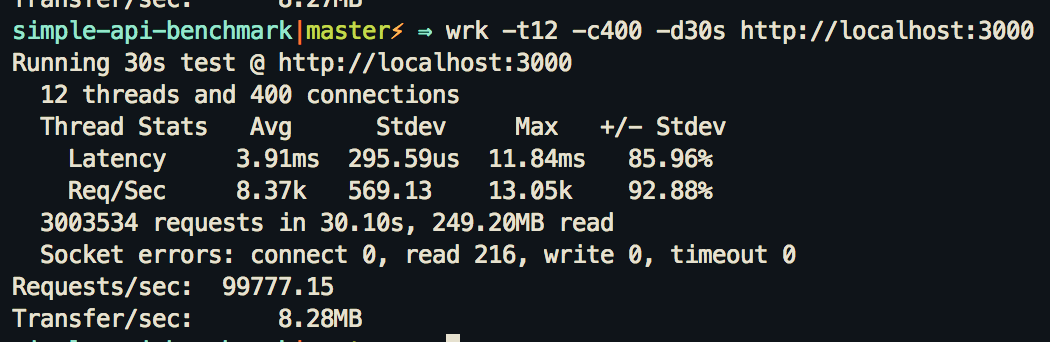 Transfer/sec:      8.27MB
simple-api-benchmark|master⚡ ⇒ wrk -t12 -c400 -d30s http://localhost:3000
Running 30s test @ http://localhost:3000
  12 threads and 400 connections
  Thread Stats   Avg      Stdev     Max   +/- Stdev
    Latency     3.91ms  295.59us  11.84ms   85.96%
    Req/Sec     8.37k   569.13    13.05k    92.88%
  3003534 requests in 30.10s, 249.20MB read
  Socket errors: connect 0, read 216, write 0, timeout 0
Requests/sec:  99777.15
Transfer/sec:      8.28MB